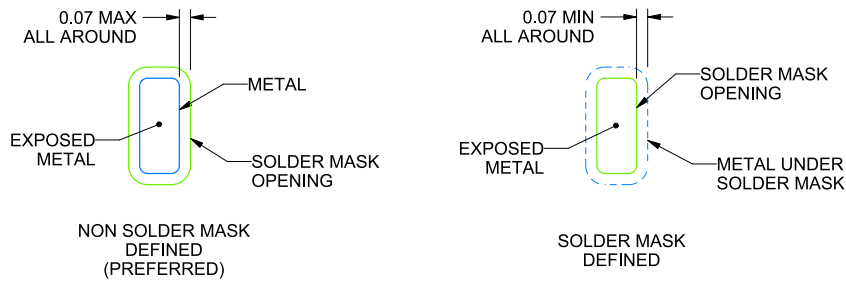 0.07 MAX
ALL AROUND
METAL
EXPOSED
METAL
SOLDER MASK
OPENING
NON SOLDER MASK
DEFINED
(PREFERRED)
0.07 MIN
ALL AROUND
SOLDER MASK
OPENING
EXPOSED
METAL
METAL UNDER
SOLDER MASK
SOLDER MASK
DEFINED